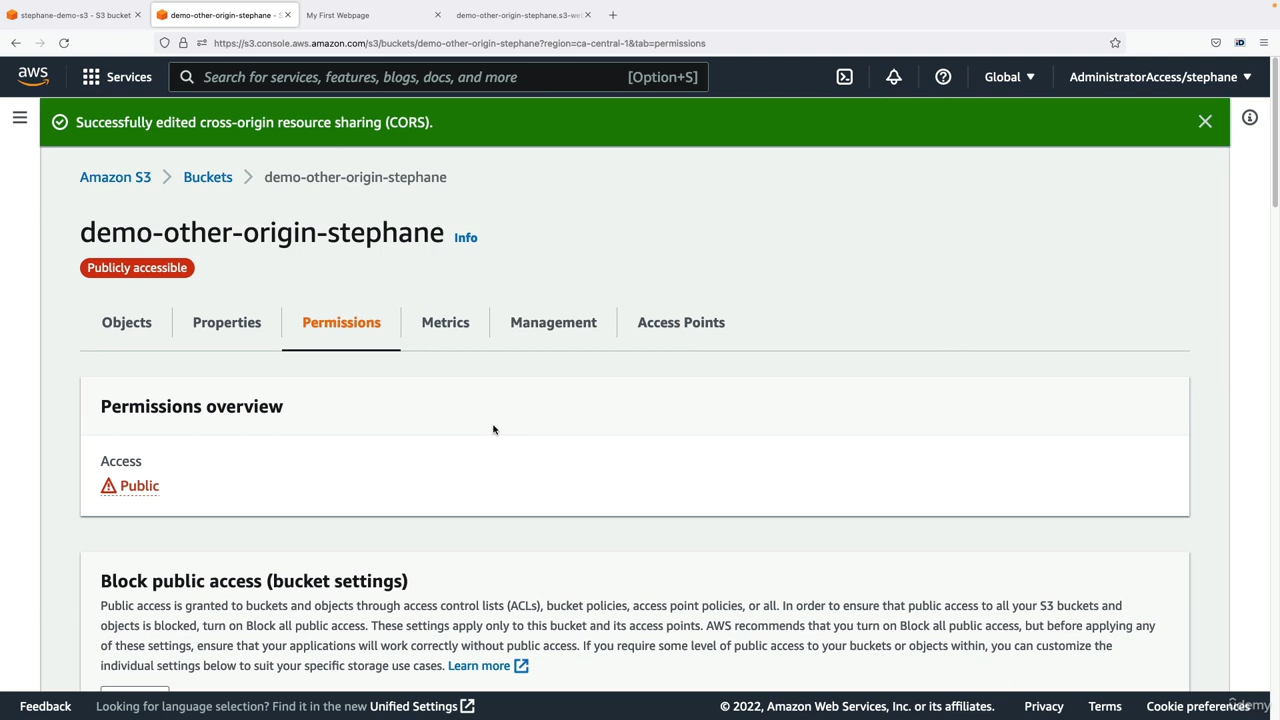 stephane-demo-s3 - S3 bucket
demo-other-origin-stephane - S
My First Webpage
demo-other-origin-stephane.s3-we
https://s3.console.aws.amazon.com/s3/buckets/demo-other-origin-stephane?region=ca-central-1&tab=permissions
aws
Services
Search for services, features, blogs, docs, and more
[Option+S]
Global
AdministratorAccess/stephane
Successfully edited cross-origin resource sharing (CORS).
Amazon S3
Buckets
demo-other-origin-stephane
demo-other-origin-stephane Info
Publicly accessible
Objects
Properties
Permissions
Metrics
Management
Access Points
Permissions overview
Access
Public
Block public access (bucket settings)
Public access is granted to buckets and objects through access control lists (ACLs), bucket policies, access point policies, or all. In order to ensure that public access to all your S3 buckets and
objects is blocked, turn on Block all public access. These settings apply only to this bucket and its access points. AWS recommends that you turn on Block all public access, but before applying any
of these settings, ensure that your applications will work correctly without public access. If you require some level of public access to your buckets or objects within, you can customize the
individual settings below to suit your specific storage use cases. Learn more
Feedback
Looking for language selection? Find it in the new Unified Settings
© 2022, Amazon Web Services, Inc. or its affiliates.
Privacy
Terms
Cookie preferences
Udemy